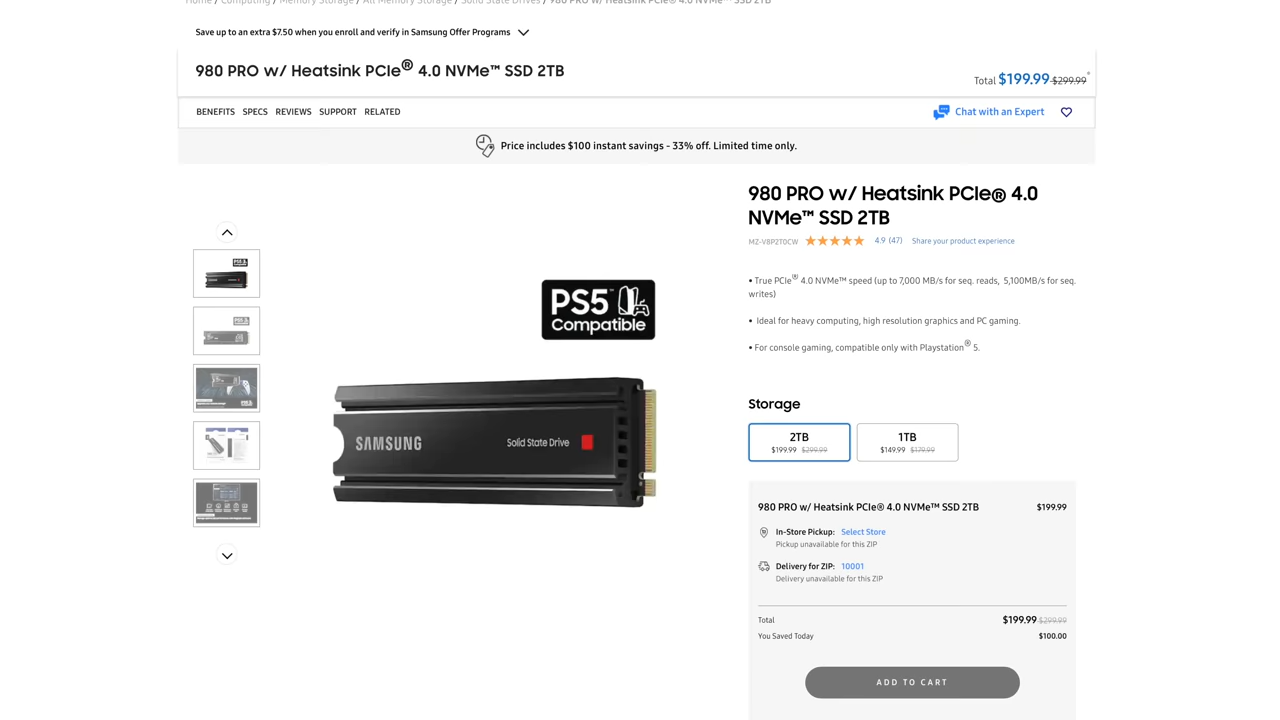 Home / Computing / Memory Storage / All Memory Storage / Solid State Drives / 980 PRO w/ Heatsink PCIe® 4.0 NVMe™ SSD 2TB
Save up to an extra $7.50 when you enroll and verify in Samsung Offer Programs
980 PRO w/ Heatsink PCIe® 4.0 NVMe™ SSD 2TB
Total $199.99 $299.99*
BENEFITS SPECS REVIEWS SUPPORT RELATED
Chat with an Expert
Price includes $100 instant savings - 33% off. Limited time only.
980 PRO w/ Heatsink PCIe® 4.0
NVMe™ SSD 2TB
MZ-V8P2T0CW 4.9 (47) Share your product experience
• True PCIe® 4.0 NVMe™ speed (up to 7,000 MB/s for seq. reads, 5,100MB/s for seq.
writes)
• Ideal for heavy computing, high resolution graphics and PC gaming.
• For console gaming, compatible only with Playstation® 5.
PS5™
Compatible
SAMSUNG
Solid State Drive
Storage
2TB
$199.99 $299.99
1TB
$149.99 $179.99
980 PRO w/ Heatsink PCIe® 4.0 NVMe™ SSD 2TB $199.99
In-Store Pickup: Select Store
Pickup unavailable for this ZIP
Delivery for ZIP: 10001
Delivery unavailable for this ZIP
Total $199.99 $299.99
You Saved Today $100.00
ADD TO CART